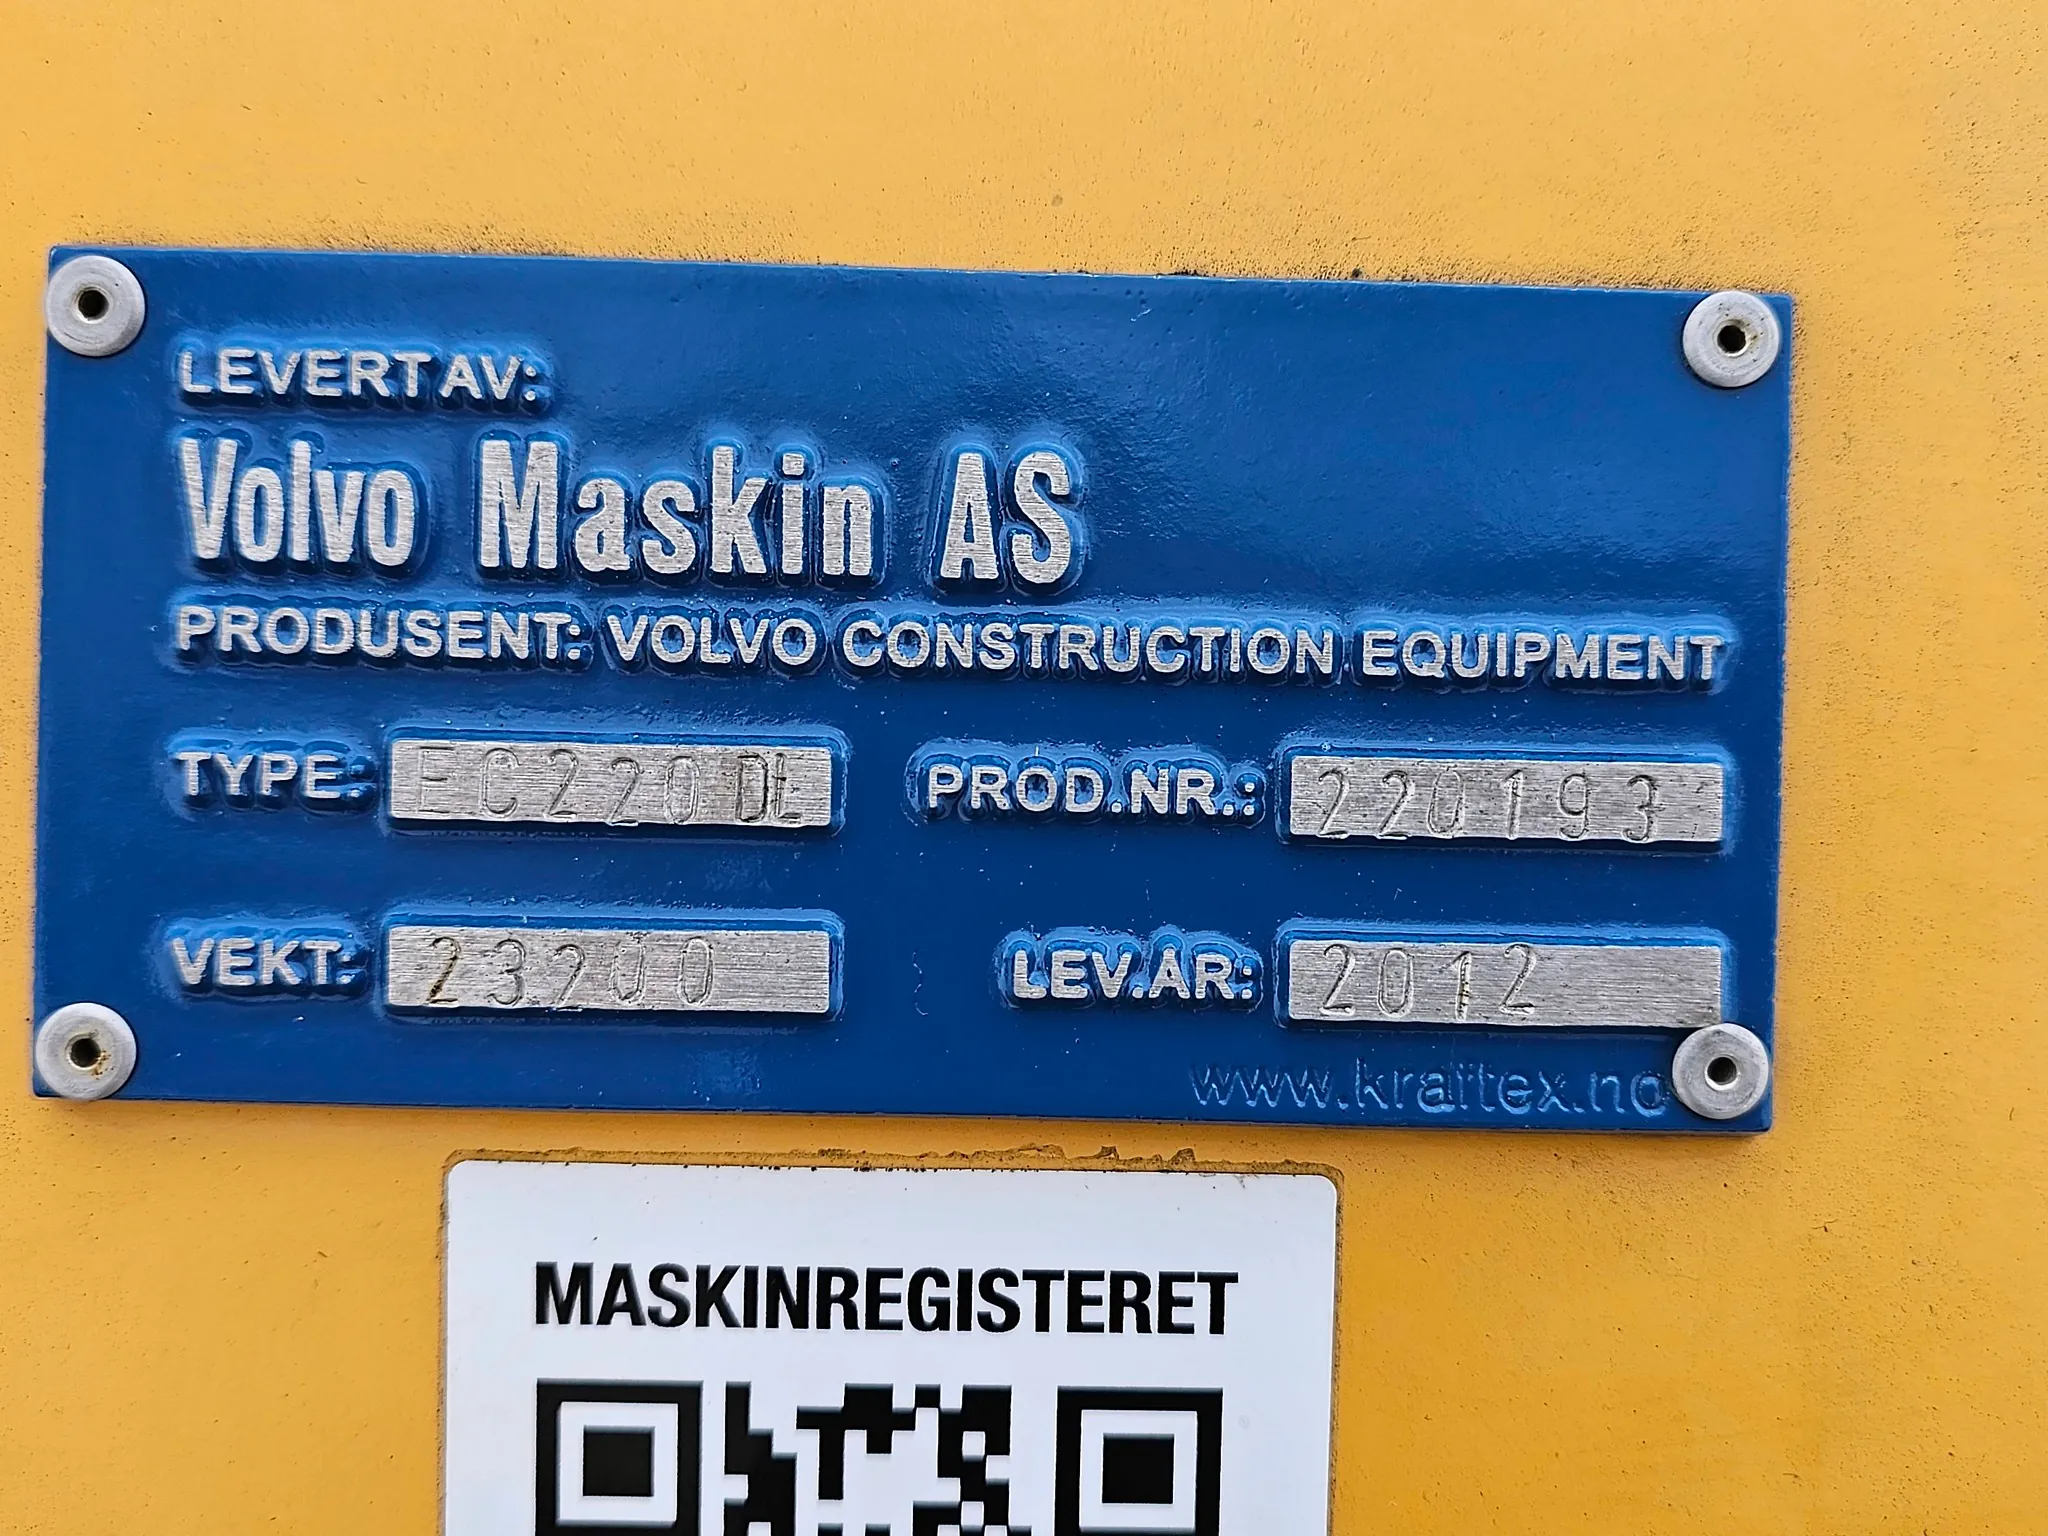 LEVERT AV:
Volvo Maskin AS
PRODUSENT: VOLVO CONSTRUCTION EQUIPMENT
TYPE: EC220DL PROD.NR.: 220193
VEKT: 23200 LEV.ÅR: 2012
www.kraftex.no
MASKINREGISTERET